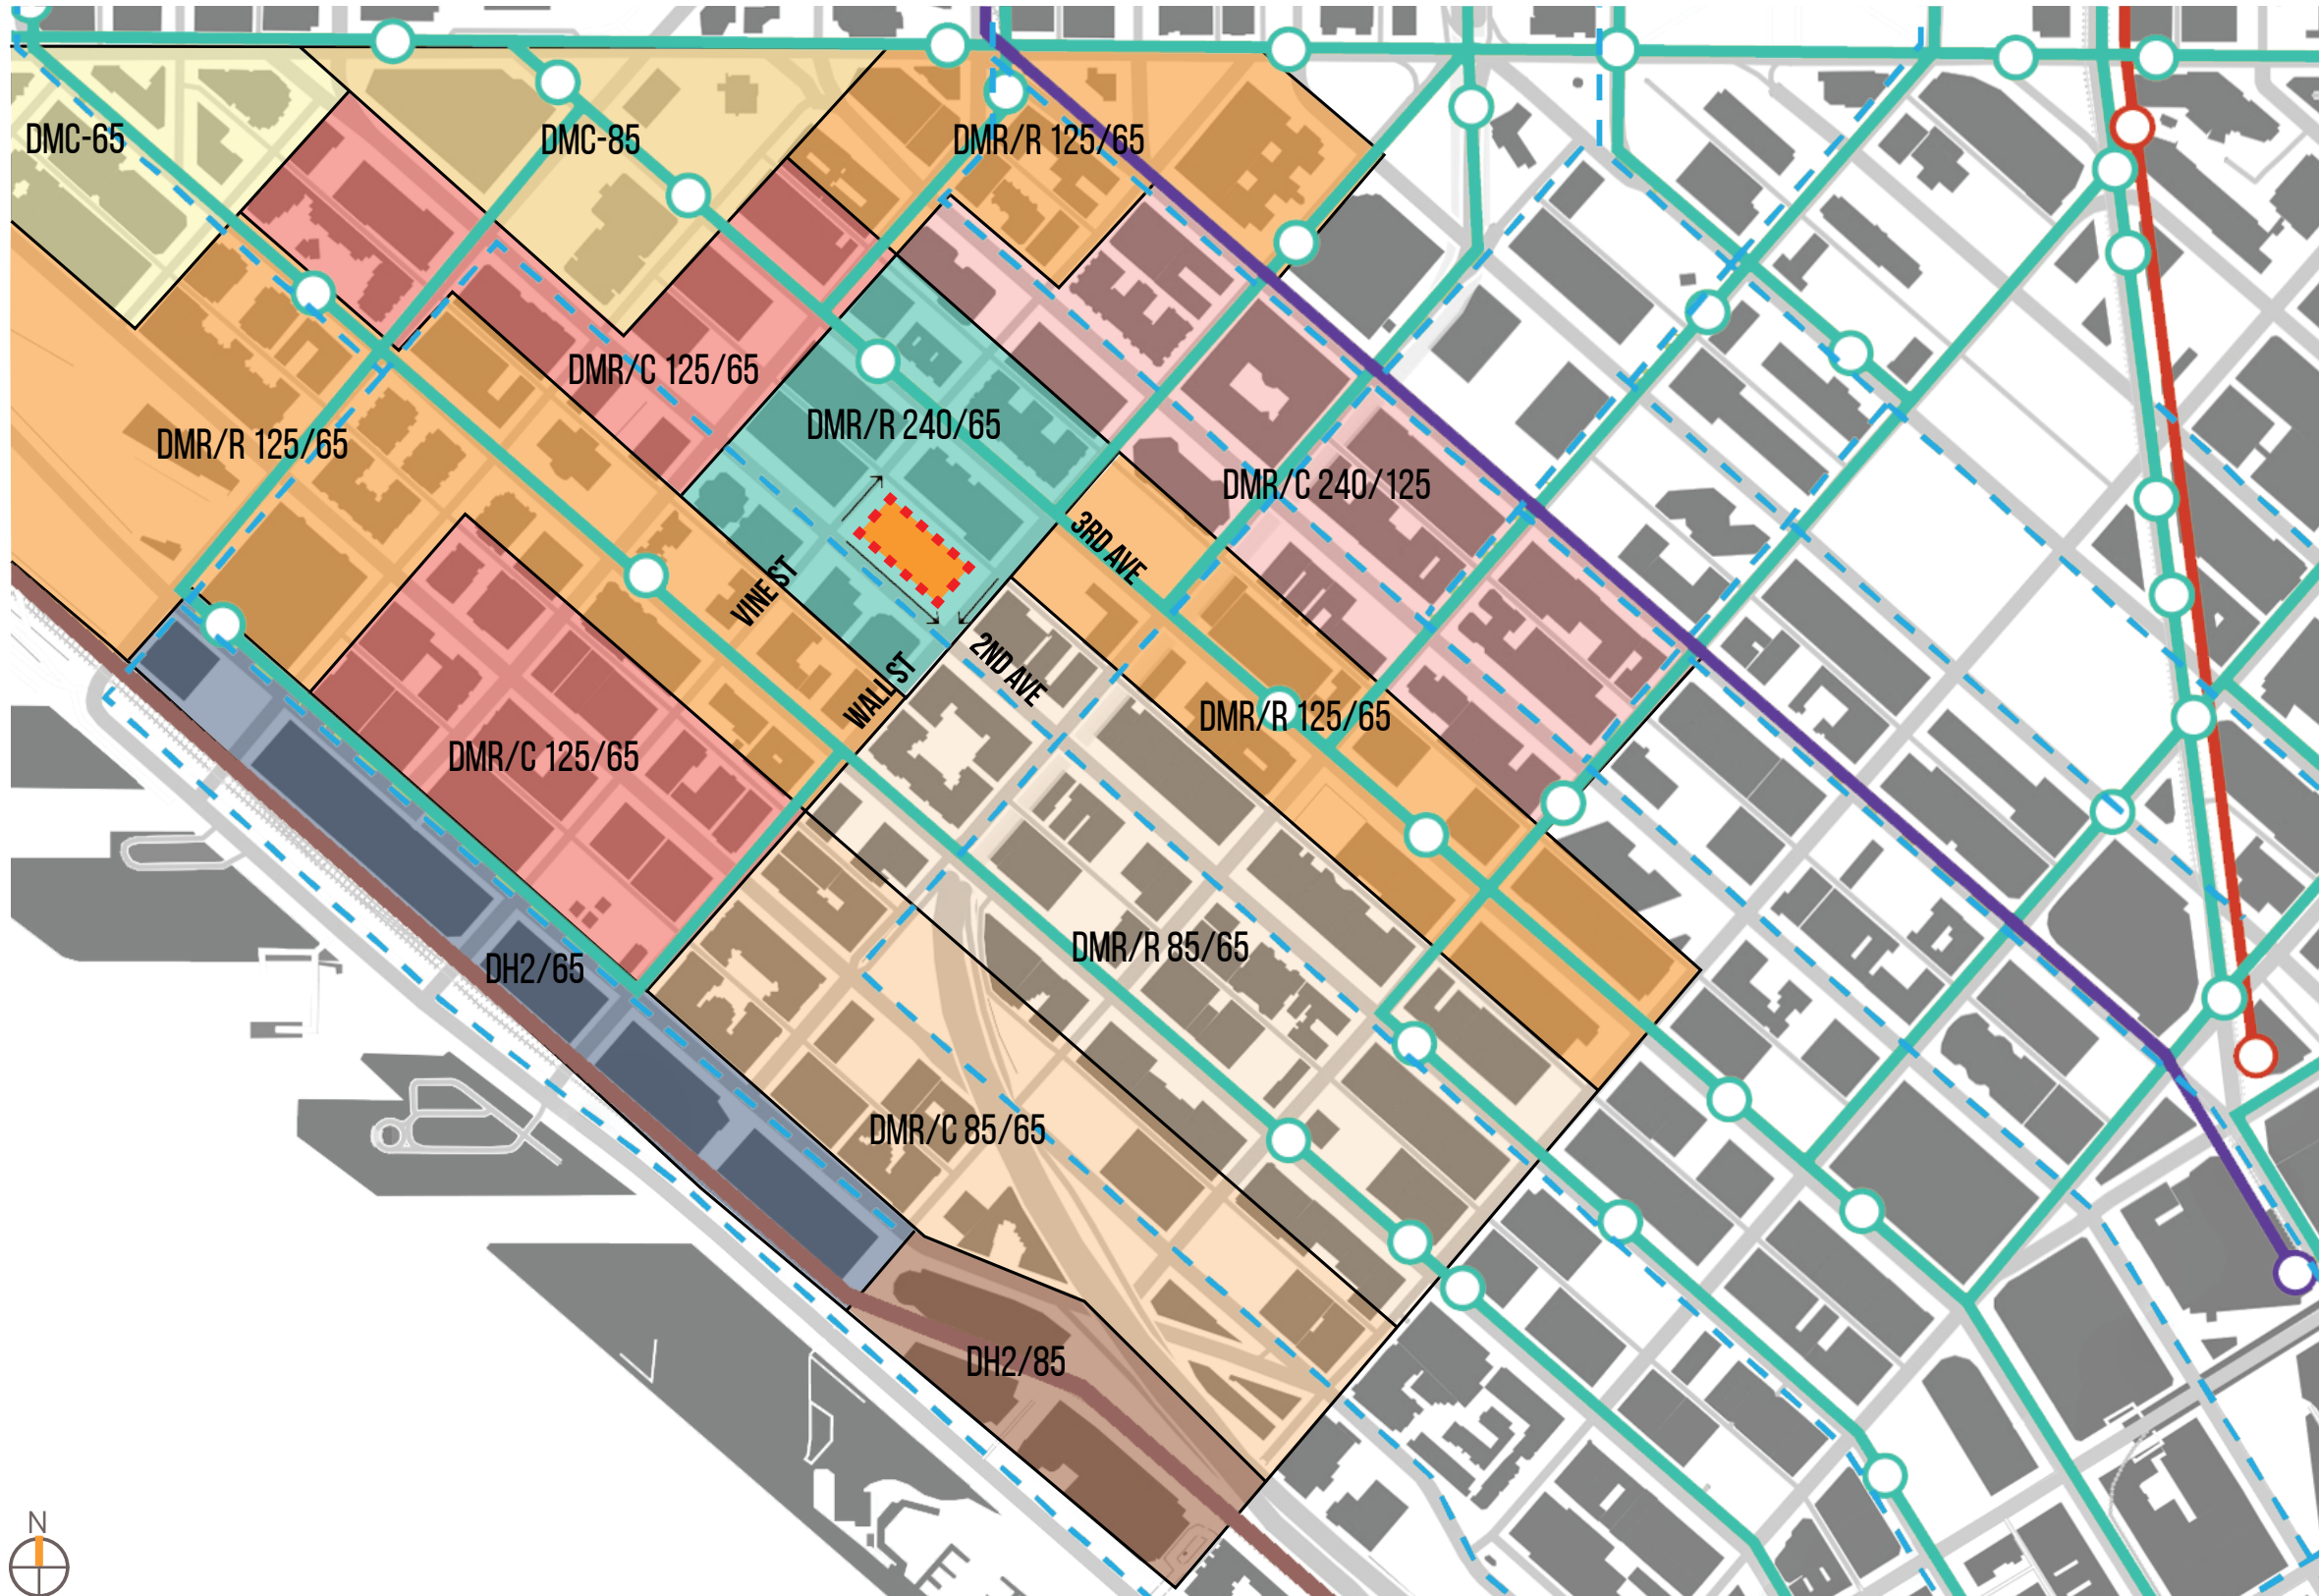 DMC-65
DMC-85
DMR/R 125/65
DMR/C 125/65
DMR/R 240/65
DMR/R 125/65
DMR/C 240/125
3RD AVE
VINE ST
WALL ST
2ND AVE
DMR/R 125/65
DMR/C 125/65
DMR/R 85/65
DH2/65
DMR/C 85/65
DH2/85
N